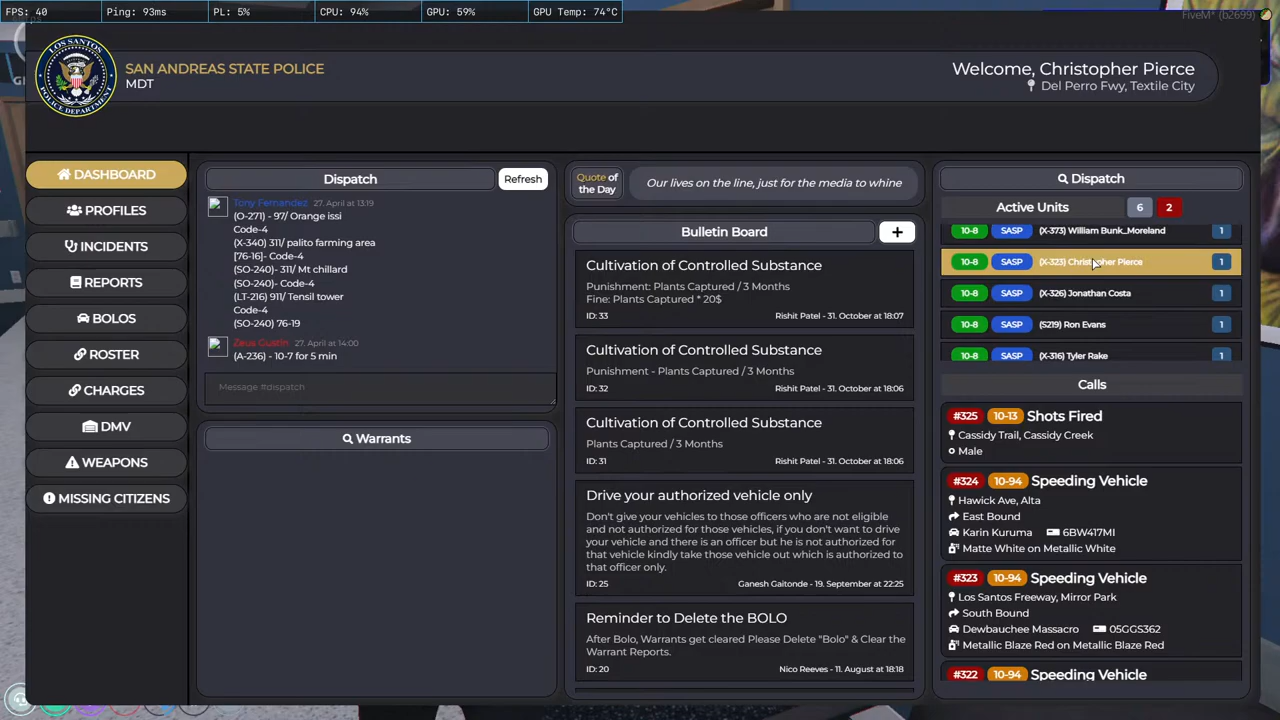 FPS: 40
Ping: 93ms
PL: 5%
CPU: 94%
GPU: 59%
GPU Temp: 74°C
FiveM* (b2699)
LOS SANTOS
POLICE DEPARTMENT
SAN ANDREAS STATE POLICE
MDT
Welcome, Christopher Pierce
Del Perro Fwy, Textile City
DASHBOARD
PROFILES
INCIDENTS
REPORTS
BOLOS
ROSTER
CHARGES
DMV
WEAPONS
MISSING CITIZENS
Dispatch
Refresh
Tony Fernandez 27. April at 13:19
(O-271) - 97/ Orange issi
Code-4
(X-340) 311/ palito farming area
[76-16]- Code-4
(SO-240)- 311/ Mt chillard
(SO-240)- Code-4
(LT-216) 911/ Tensil tower
Code-4
(SO-240) 76-19
Zeus Gustin 27. April at 14:00
(A-236) - 10-7 for 5 min
Message #dispatch
Warrants
Quote of
the Day
Our lives on the line, just for the media to whine
Bulletin Board
+
Cultivation of Controlled Substance
Punishment: Plants Captured / 3 Months
Fine: Plants Captured * 20$
ID: 33
Rishit Patel - 31. October at 18:07
Cultivation of Controlled Substance
Punishment - Plants Captured / 3 Months
ID: 32
Rishit Patel - 31. October at 18:06
Cultivation of Controlled Substance
Plants Captured / 3 Months
ID: 31
Rishit Patel - 31. October at 18:06
Drive your authorized vehicle only
Don't give your vehicles to those officers who are not eligible
and not authorized for those vehicles, if you don't want to drive
your vehicle and there is an officer but he is not authorized for
that vehicle kindly take those vehicle out which is authorized to
that officer only.
ID: 25
Ganesh Gaitonde - 19. September at 22:25
Reminder to Delete the BOLO
After Bolo, Warrants get cleared Please Delete "Bolo" & Clear the
Warrant Reports.
ID: 20
Nico Reeves - 11. August at 18:18
Dispatch
Active Units
6
2
10-8 SASP (X-373) William Bunk_Moreland 1
10-8 SASP (X-323) Christopher Pierce 1
10-8 SASP (X-326) Jonathan Costa 1
10-8 SASP (S219) Ron Evans 1
10-8 SASP (X-316) Tyler Rake 1
Calls
#325 10-13 Shots Fired
Cassidy Trail, Cassidy Creek
Male
#324 10-94 Speeding Vehicle
Hawick Ave, Alta
East Bound
Karin Kuruma 6BW417MI
Matte White on Metallic White
#323 10-94 Speeding Vehicle
Los Santos Freeway, Mirror Park
South Bound
Dewbauchee Massacro 05GGS362
Metallic Blaze Red on Metallic Blaze Red
#322 10-94 Speeding Vehicle